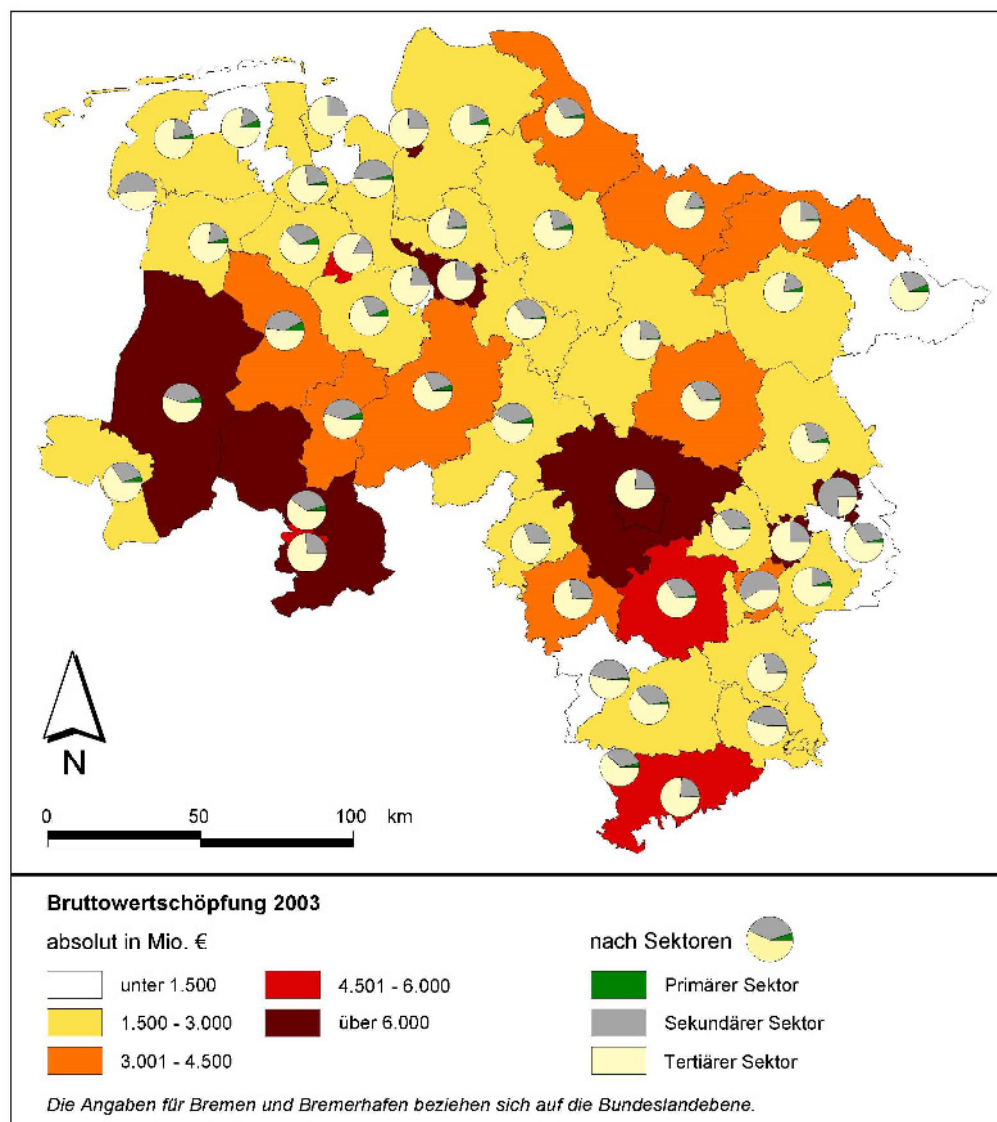 N
0 50 100 km
Bruttowertschöpfung 2003
absolut in Mio. €
unter 1.500
1.500 - 3.000
3.001 - 4.500
4.501 - 6.000
über 6.000
nach Sektoren
Primärer Sektor
Sekundärer Sektor
Tertiärer Sektor
Die Angaben für Bremen und Bremerhafen beziehen sich auf die Bundeslandebene.